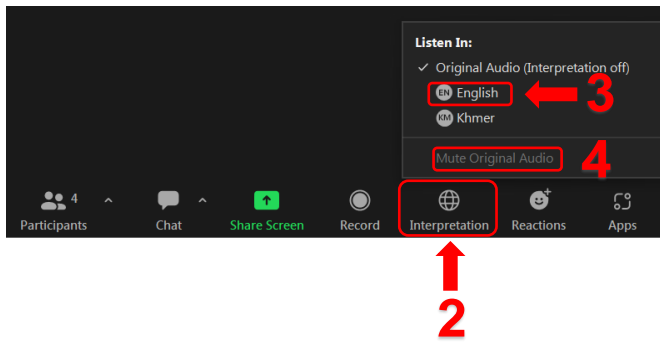 Listen In:
✓ Original Audio (Interpretation off)
EN English
3
KM Khmer
Mute Original Audio
4
4
Participants
Chat
Share Screen
Record
Interpretation
Reactions
Apps
2